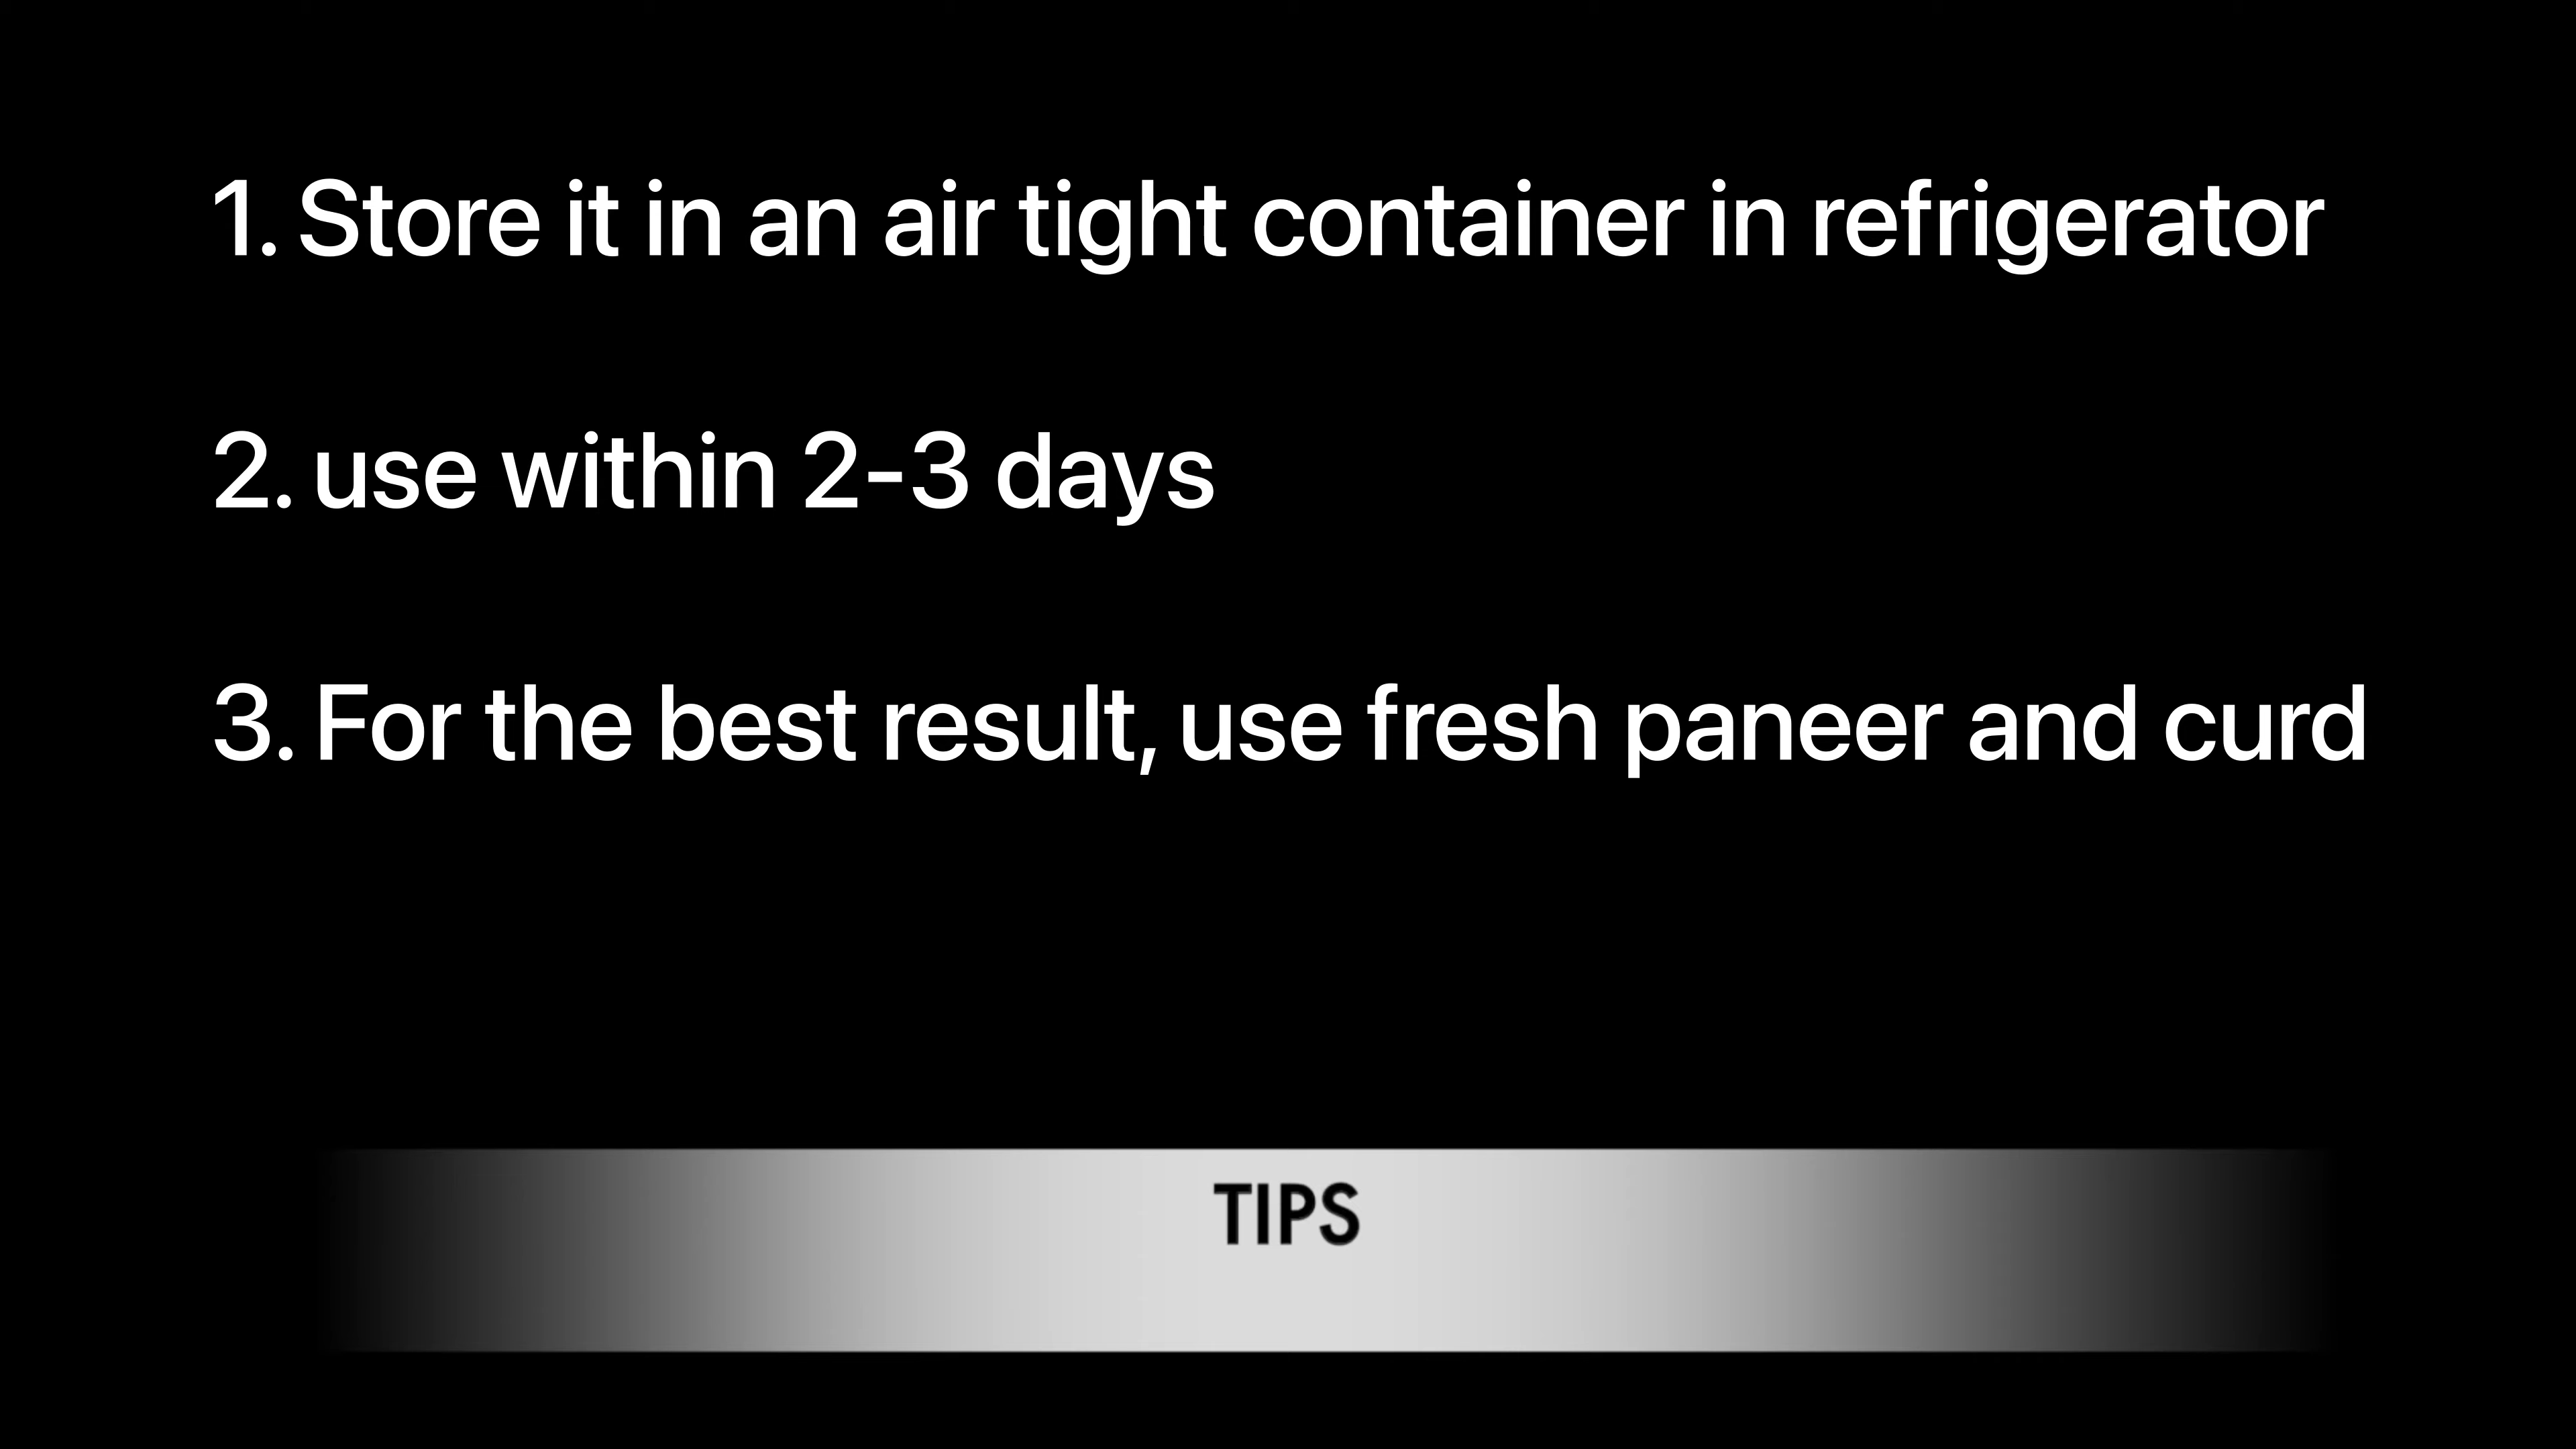 1. Store it in an air tight container in refrigerator
2. use within 2-3 days
3. For the best result, use fresh paneer and curd
TIPS